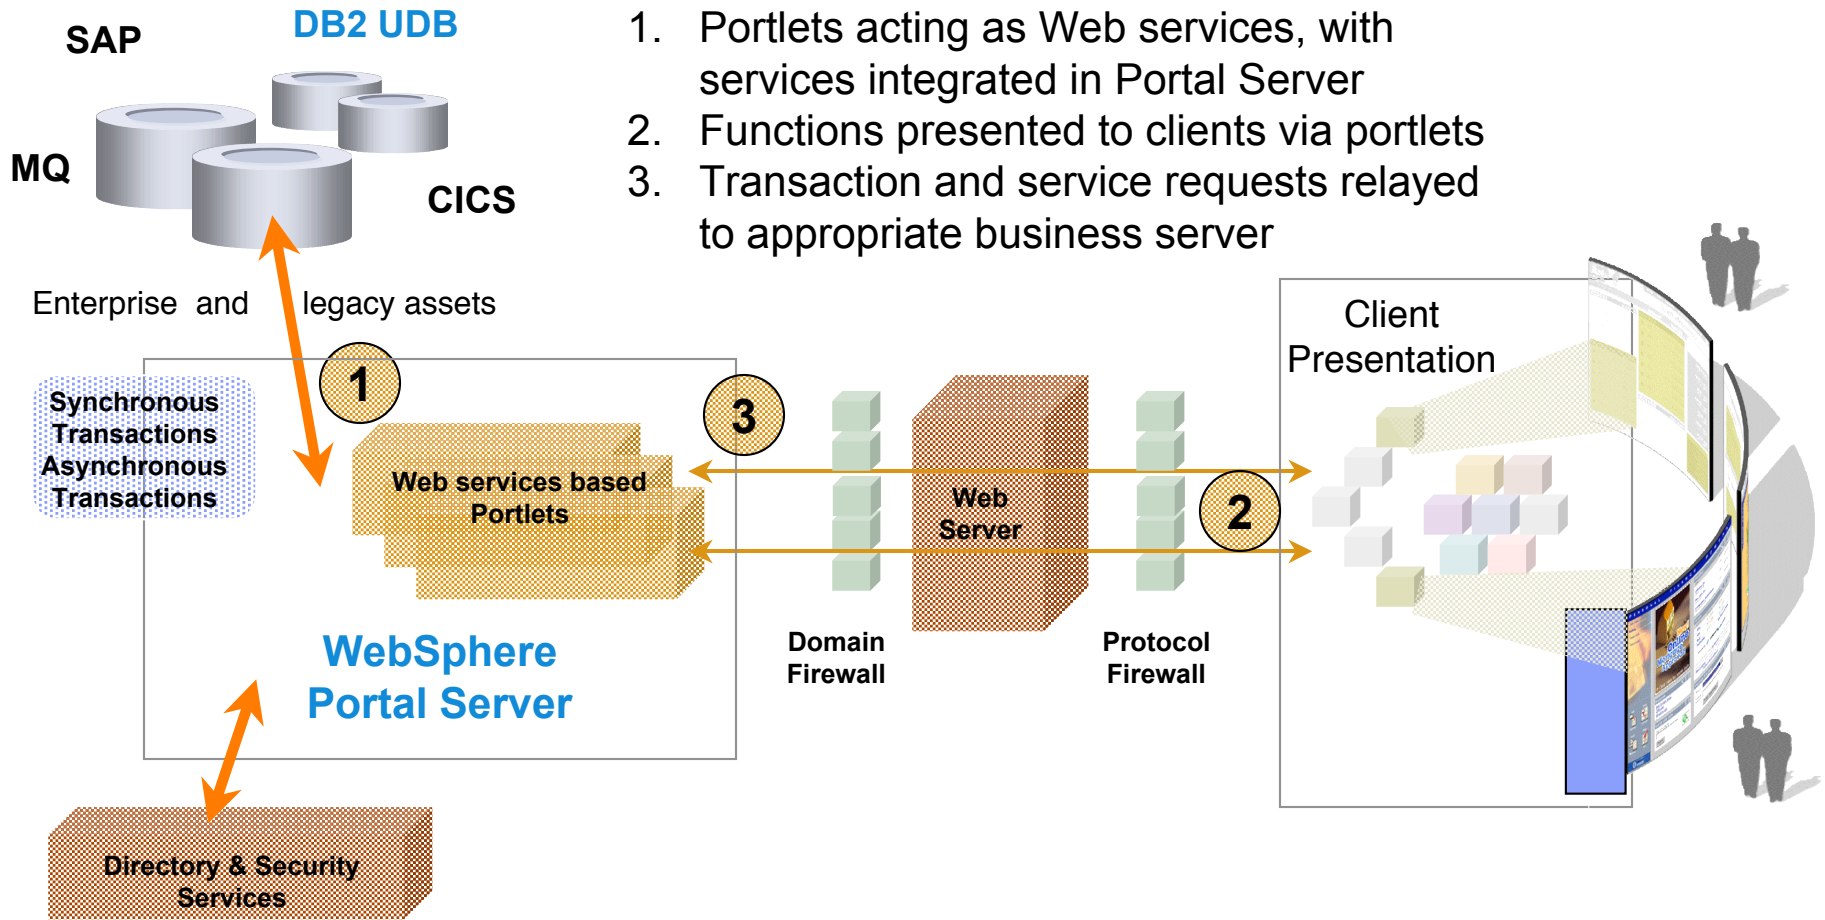 SAP
DB2 UDB
MQ
CICS
1. Portlets acting as Web services, with
services integrated in Portal Server
2. Functions presented to clients via portlets
3. Transaction and service requests relayed
to appropriate business server
Enterprise and legacy assets
Synchronous
Transactions
Asynchronous
Transactions
1
3
2
Web services based
Portlets
WebSphere
Portal Server
Domain
Firewall
Web
Server
Protocol
Firewall
Client
Presentation
Directory & Security
Services